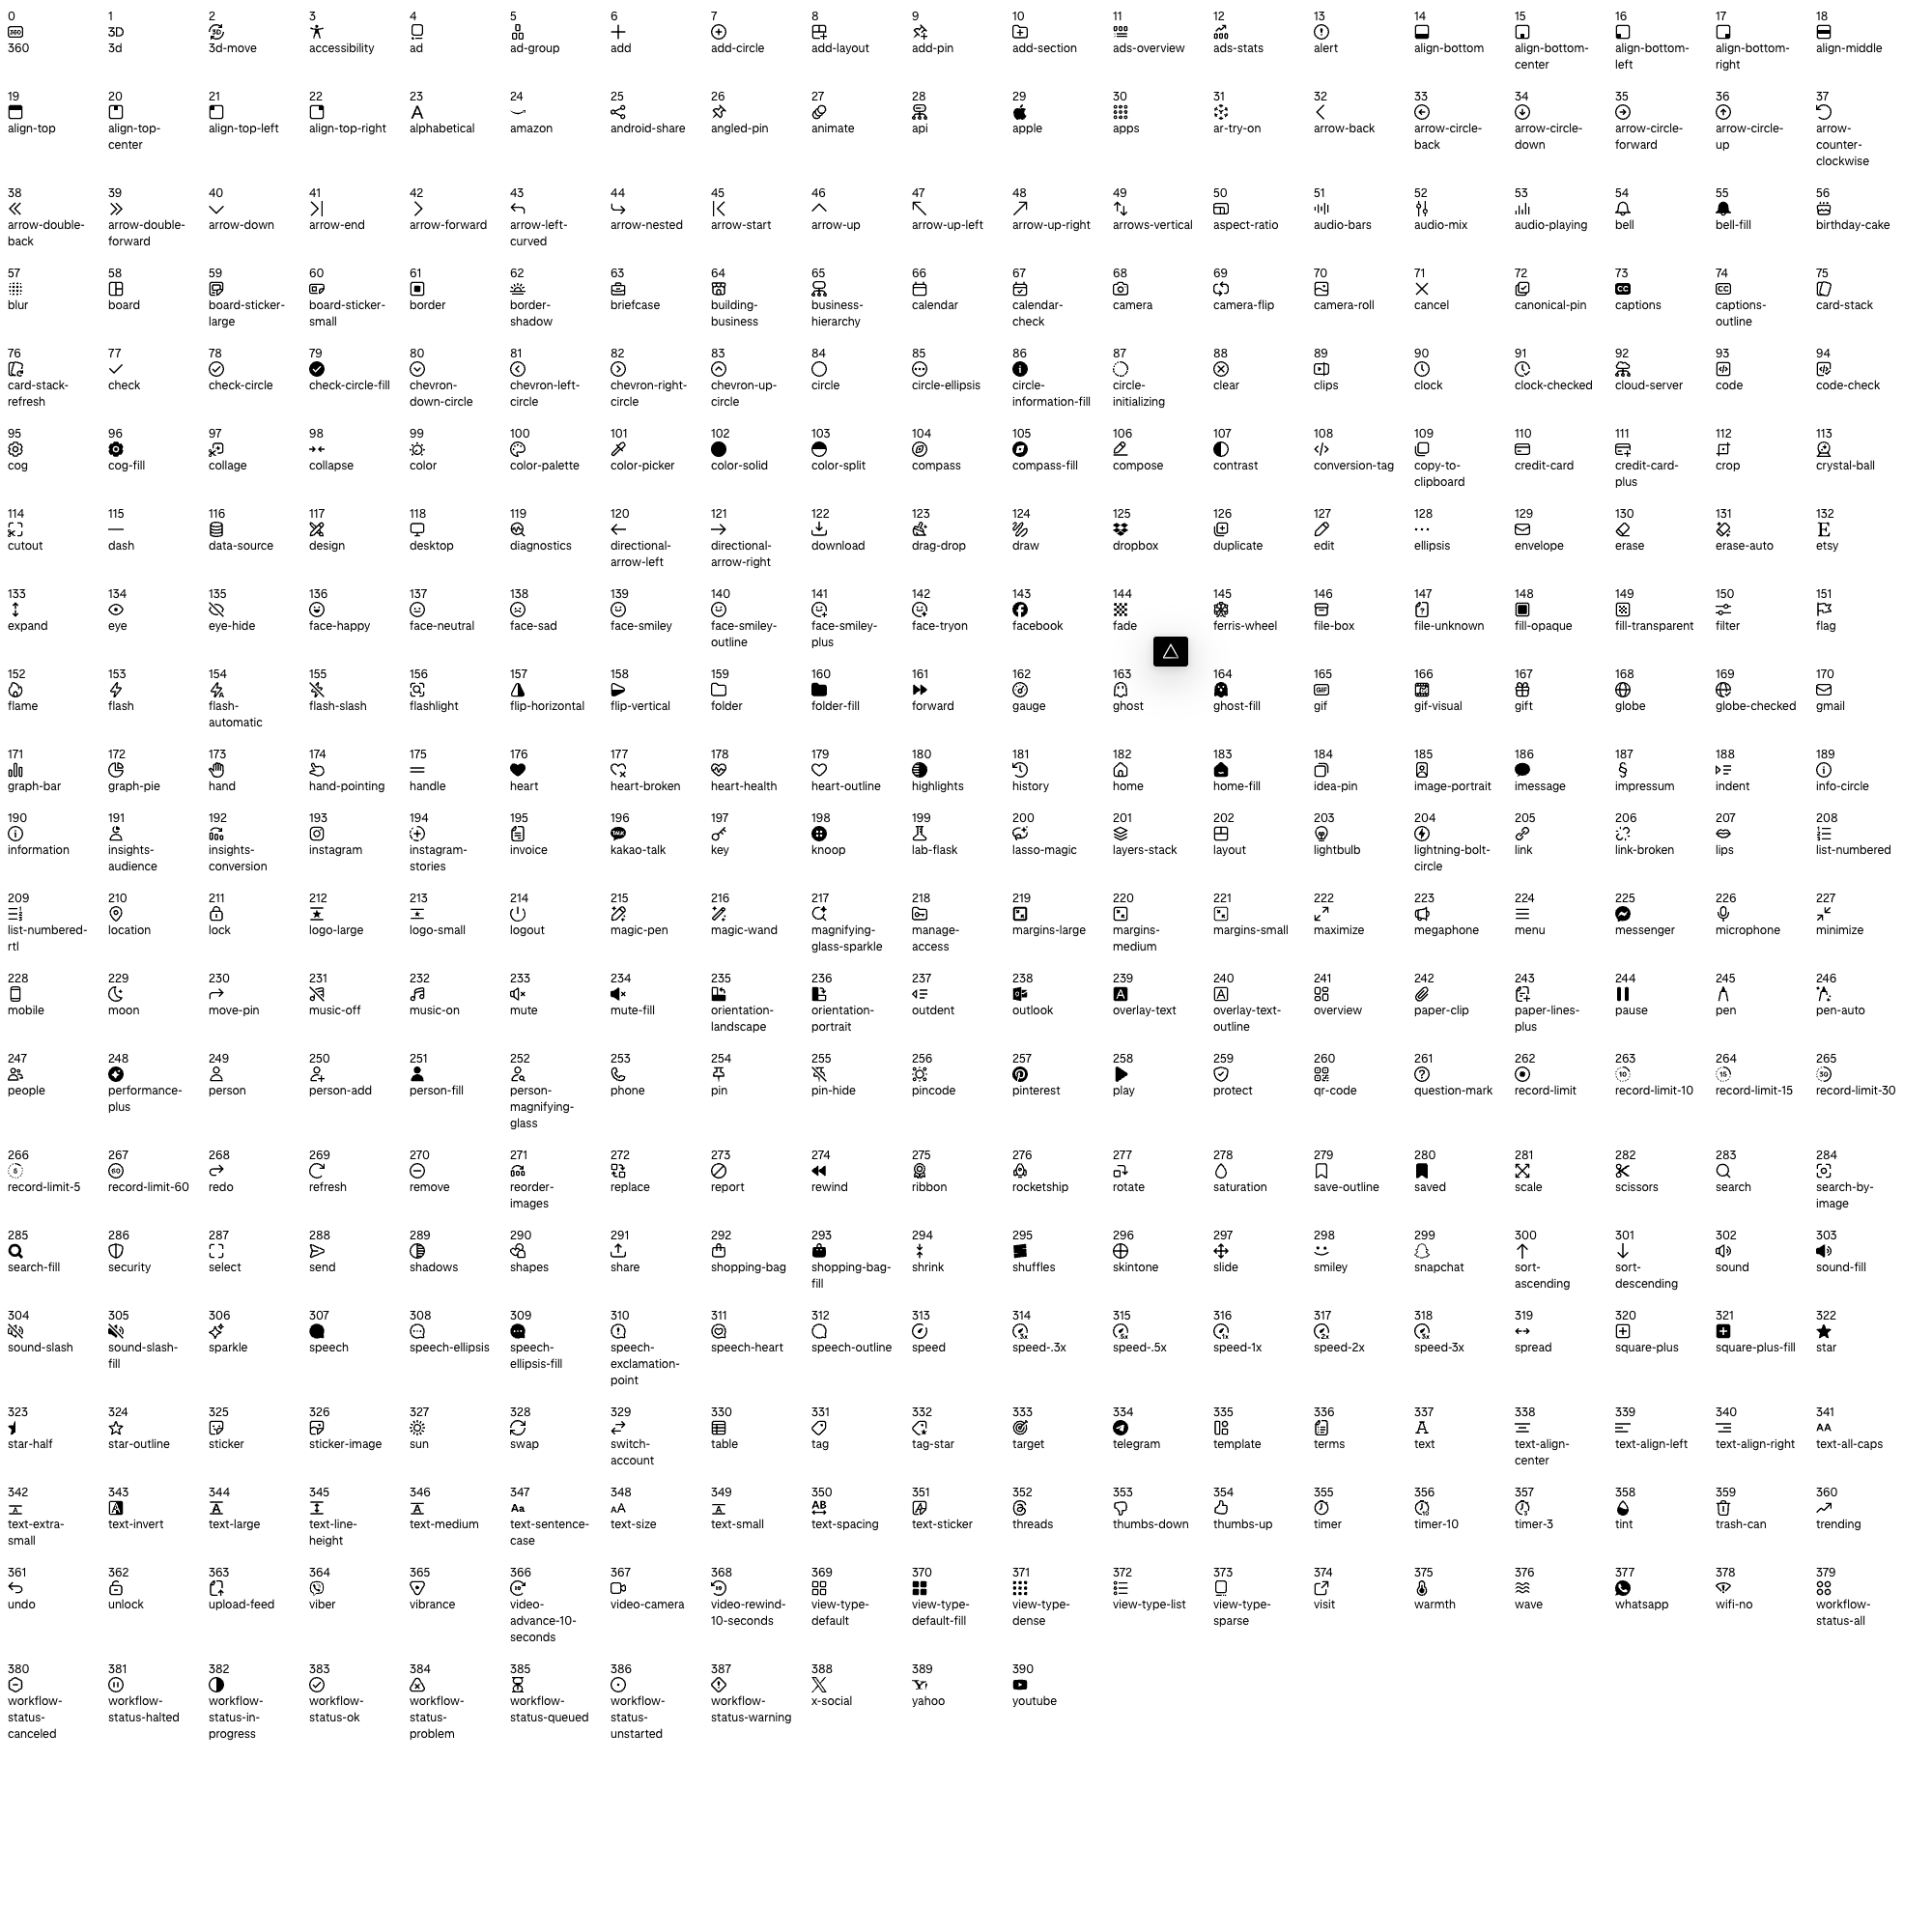 0 1 2 3 4 5 6 7 8 9 10 11 12 13 14 15 16 17 18
360 3d 3d-move accessibility ad ad-group add add-circle add-layout add-pin add-section ads-overview ads-stats alert align-bottom align-bottom- align-bottom- align-bottom- align-middle
center left right
19 20 21 22 23 24 25 26 27 28 29 30 31 32 33 34 35 36 37
align-top align-top- align-top-left align-top-right alphabetical amazon android-share angled-pin animate api apple apps ar-try-on arrow-back arrow-circle- arrow-circle- arrow-circle- arrow-circle- arrow-
center back down forward up counter-
clockwise
38 39 40 41 42 43 44 45 46 47 48 49 50 51 52 53 54 55 56
arrow-double- arrow-double- arrow-down arrow-end arrow-forward arrow-left- arrow-nested arrow-start arrow-up arrow-up-left arrow-up-right arrows-vertical aspect-ratio audio-bars audio-mix audio-playing bell bell-fill birthday-cake
back forward curved
57 58 59 60 61 62 63 64 65 66 67 68 69 70 71 72 73 74 75
blur board board-sticker- board-sticker- border border- briefcase building- business- calendar calendar- camera camera-flip camera-roll cancel canonical-pin captions captions- card-stack
large small shadow business hierarchy check outline
76 77 78 79 80 81 82 83 84 85 86 87 88 89 90 91 92 93 94
card-stack- check check-circle check-circle-fill chevron- chevron-left- chevron-right- chevron-up- circle circle-ellipsis circle- circle- clear clips clock clock-checked cloud-server code code-check
refresh down-circle circle circle circle information-fill initializing
95 96 97 98 99 100 101 102 103 104 105 106 107 108 109 110 111 112 113
cog cog-fill collage collapse color color-palette color-picker color-solid color-split compass compass-fill compose contrast conversion-tag copy-to- credit-card credit-card- crop crystal-ball
clipboard plus
114 115 116 117 118 119 120 121 122 123 124 125 126 127 128 129 130 131 132
cutout dash data-source design desktop diagnostics directional- directional- download drag-drop draw dropbox duplicate edit ellipsis envelope erase erase-auto etsy
arrow-left arrow-right
133 134 135 136 137 138 139 140 141 142 143 144 145 146 147 148 149 150 151
expand eye eye-hide face-happy face-neutral face-sad face-smiley face-smiley- face-smiley- face-tryon facebook fade ferris-wheel file-box file-unknown fill-opaque fill-transparent filter flag
outline plus
152 153 154 155 156 157 158 159 160 161 162 163 164 165 166 167 168 169 170
flame flash flash- flash-slash flashlight flip-horizontal flip-vertical folder folder-fill forward gauge ghost ghost-fill gif gif-visual gift globe globe-checked gmail
automatic
171 172 173 174 175 176 177 178 179 180 181 182 183 184 185 186 187 188 189
graph-bar graph-pie hand hand-pointing handle heart heart-broken heart-health heart-outline highlights history home home-fill idea-pin image-portrait imessage impressum indent info-circle
190 191 192 193 194 195 196 197 198 199 200 201 202 203 204 205 206 207 208
information insights- insights- instagram instagram- invoice kakao-talk key knoop lab-flask lasso-magic layers-stack layout lightbulb lightning-bolt- link link-broken lips list-numbered
audience conversion stories circle
209 210 211 212 213 214 215 216 217 218 219 220 221 222 223 224 225 226 227
list-numbered- location lock logo-large logo-small logout magic-pen magic-wand magnifying- manage- margins-large margins- margins-small maximize megaphone menu messenger microphone minimize
rtl glass-sparkle access medium
228 229 230 231 232 233 234 235 236 237 238 239 240 241 242 243 244 245 246
mobile moon move-pin music-off music-on mute mute-fill orientation- orientation- outdent outlook overlay-text overlay-text- overview paper-clip paper-lines- pause pen pen-auto
landscape portrait outline plus
247 248 249 250 251 252 253 254 255 256 257 258 259 260 261 262 263 264 265
people performance- person person-add person-fill person- phone pin pin-hide pincode pinterest play protect qr-code question-mark record-limit record-limit-10 record-limit-15 record-limit-30
plus magnifying-
glass
266 267 268 269 270 271 272 273 274 275 276 277 278 279 280 281 282 283 284
record-limit-5 record-limit-60 redo refresh remove reorder- replace report rewind ribbon rocketship rotate saturation save-outline saved scale scissors search search-by-
images image
285 286 287 288 289 290 291 292 293 294 295 296 297 298 299 300 301 302 303
search-fill security select send shadows shapes share shopping-bag shopping-bag- shrink shuffles skintone slide smiley snapchat sort- sort- sound sound-fill
fill ascending descending
304 305 306 307 308 309 310 311 312 313 314 315 316 317 318 319 320 321 322
sound-slash sound-slash- sparkle speech speech-ellipsis speech- speech- speech-heart speech-outline speed speed-.3x speed-.5x speed-1x speed-2x speed-3x spread square-plus square-plus-fill star
fill ellipsis-fill exclamation-
point
323 324 325 326 327 328 329 330 331 332 333 334 335 336 337 338 339 340 341
star-half star-outline sticker sticker-image sun swap switch- table tag tag-star target telegram template terms text text-align- text-align-left text-align-right text-all-caps
account center
342 343 344 345 346 347 348 349 350 351 352 353 354 355 356 357 358 359 360
text-extra- text-invert text-large text-line- text-medium text-sentence- text-size text-small text-spacing text-sticker threads thumbs-down thumbs-up timer timer-10 timer-3 tint trash-can trending
small height case
361 362 363 364 365 366 367 368 369 370 371 372 373 374 375 376 377 378 379
undo unlock upload-feed viber vibrance video- video-camera video-rewind- view-type- view-type- view-type- view-type-list view-type- visit warmth wave whatsapp wifi-no workflow-
advance-10- 10-seconds default default-fill dense sparse status-all
seconds
380 381 382 383 384 385 386 387 388 389 390
workflow- workflow- workflow- workflow- workflow- workflow- workflow- workflow- x-social yahoo youtube
status- status-halted status-in- status-ok status- status-queued status- status-warning
canceled progress problem unstarted